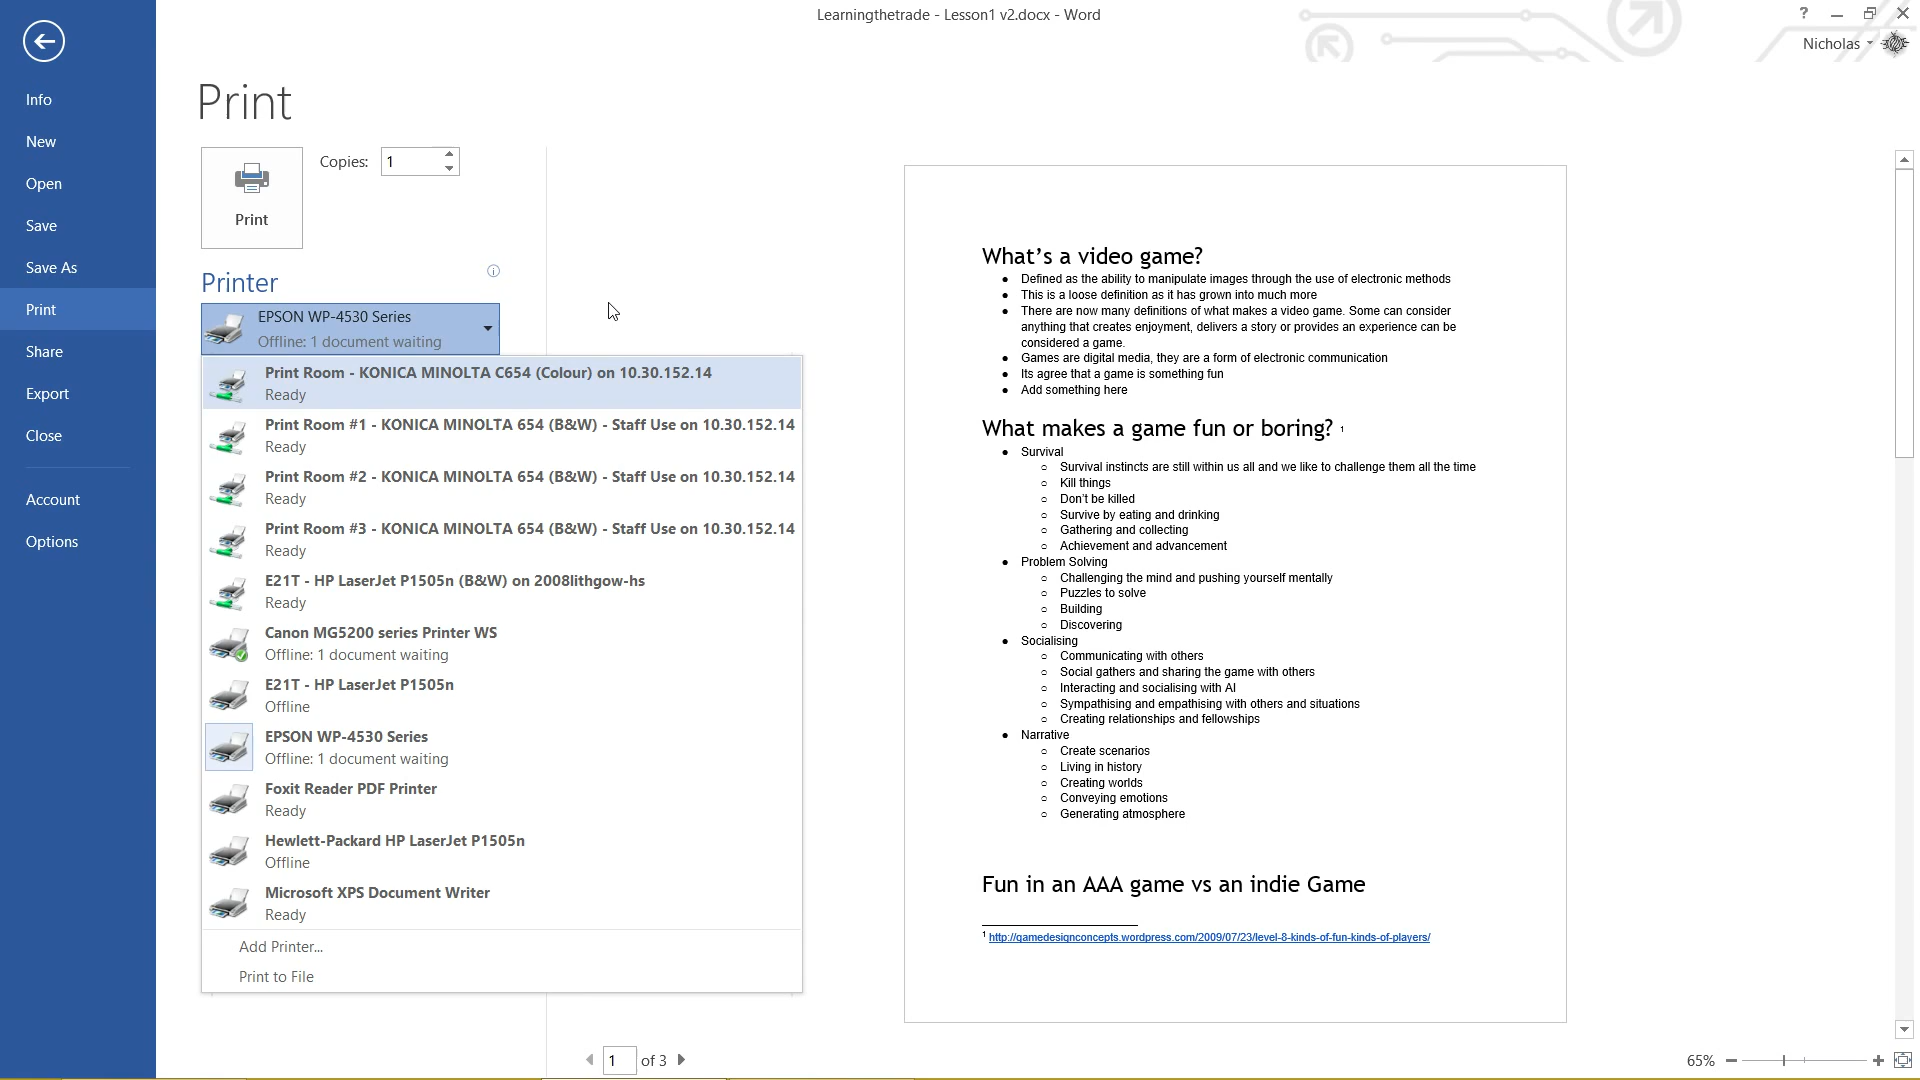 Learningthetrade - Lesson1 v2.docx - Word
?
Nicholas
Info
New
Open
Save
Save As
Print
Share
Export
Close
Account
Options
Print
Print
Copies: 1
Printer
EPSON WP-4530 Series
Offline: 1 document waiting
Print Room - KONICA MINOLTA C654 (Colour) on 10.30.152.14
Ready
Print Room #1 - KONICA MINOLTA 654 (B&W) - Staff Use on 10.30.152.14
Ready
Print Room #2 - KONICA MINOLTA 654 (B&W) - Staff Use on 10.30.152.14
Ready
Print Room #3 - KONICA MINOLTA 654 (B&W) - Staff Use on 10.30.152.14
Ready
E21T - HP LaserJet P1505n (B&W) on 2008lithgow-hs
Ready
Canon MG5200 series Printer WS
Offline: 1 document waiting
E21T - HP LaserJet P1505n
Offline
EPSON WP-4530 Series
Offline: 1 document waiting
Foxit Reader PDF Printer
Ready
Hewlett-Packard HP LaserJet P1505n
Offline
Microsoft XPS Document Writer
Ready
Add Printer...
Print to File
What's a video game?
● Defined as the ability to manipulate images through the use of electronic methods
● This is a loose definition as it has grown into much more
● There are now many definitions of what makes a video game. Some can consider
anything that creates enjoyment, delivers a story or provides an experience can be
considered a game.
● Games are digital media, they are a form of electronic communication
● Its agree that a game is something fun
● Add something here
What makes a game fun or boring? 1
● Survival
○ Survival instincts are still within us all and we like to challenge them all the time
○ Kill things
○ Don't be killed
○ Survive by eating and drinking
○ Gathering and collecting
○ Achievement and advancement
● Problem Solving
○ Challenging the mind and pushing yourself mentally
○ Puzzles to solve
○ Building
○ Discovering
● Socialising
○ Communicating with others
○ Social gathers and sharing the game with others
○ Interacting and socialising with AI
○ Sympathising and empathising with others and situations
○ Creating relationships and fellowships
● Narrative
○ Create scenarios
○ Living in history
○ Creating worlds
○ Conveying emotions
○ Generating atmosphere
Fun in an AAA game vs an indie Game
1 http://gamedesignconcepts.wordpress.com/2009/07/23/level-8-kinds-of-fun-kinds-of-players/
1 of 3
65%